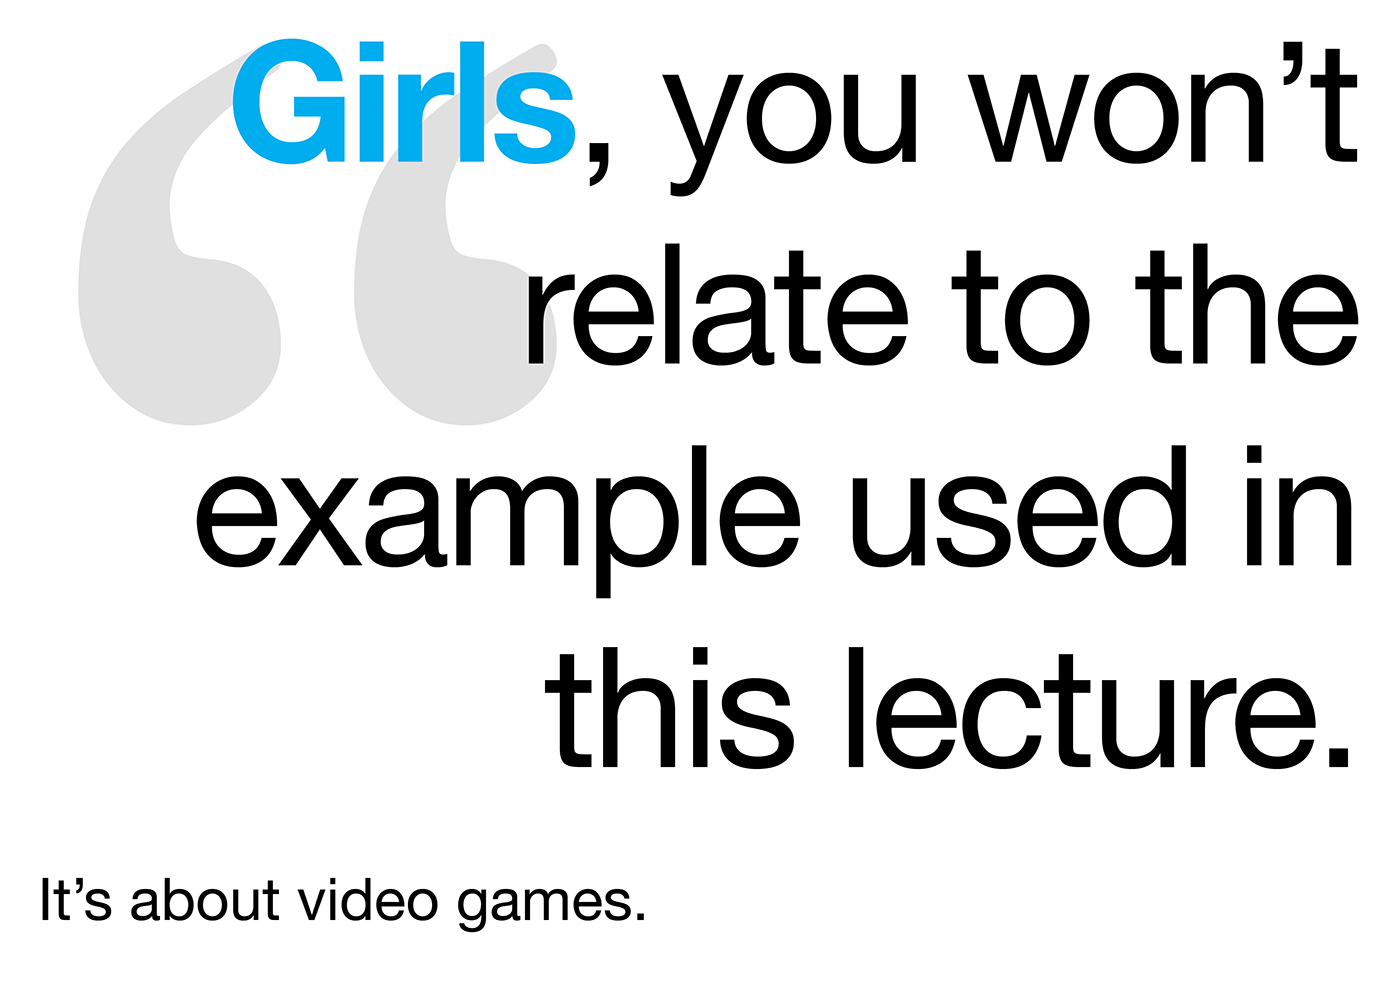 “
Girls, you won’t
relate to the
example used in
this lecture.
It’s about video games.